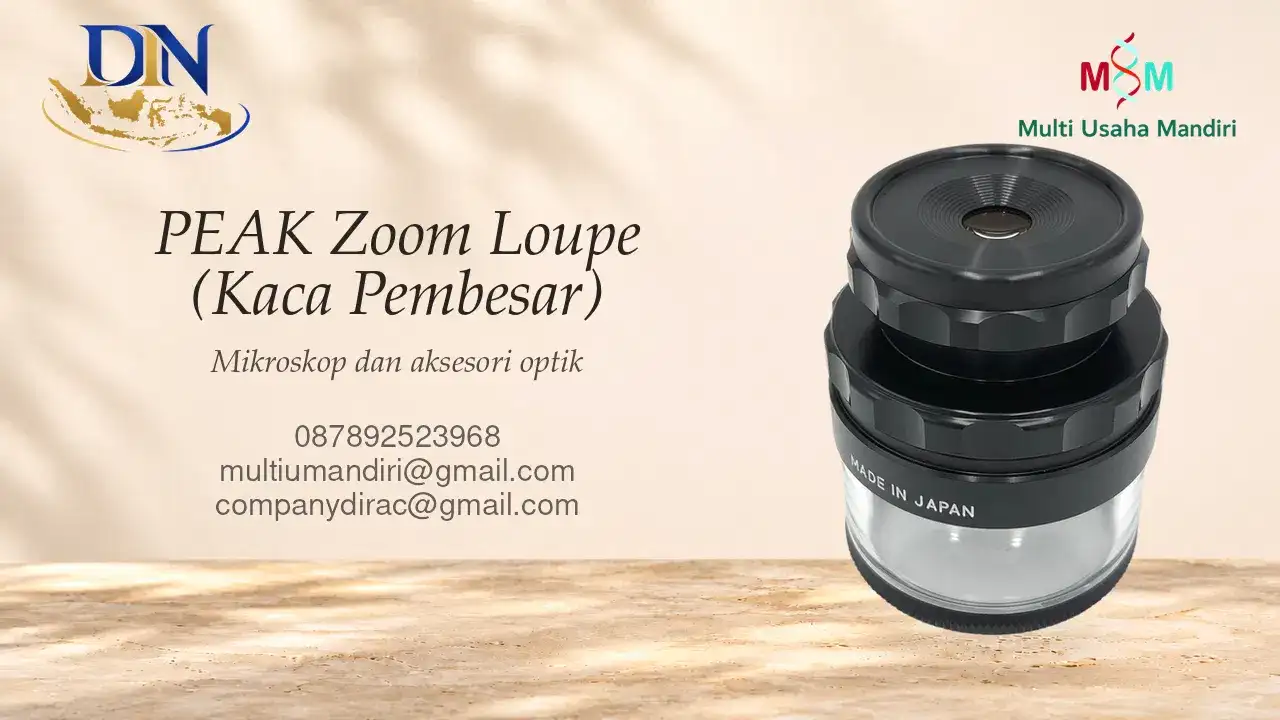 DN
MSM
Multi Usaha Mandiri
PEAK Zoom Loupe
(Kaca Pembesar)
Mikroskop dan aksesori optik
087892523968
multiumandiri@gmail.com
companydirac@gmail.com
MADE IN JAPAN